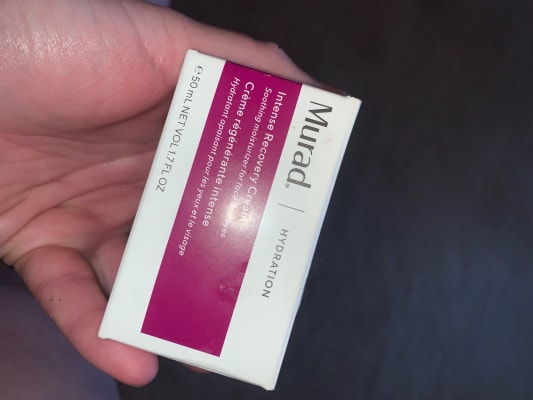 Murad® | HYDRATION
Intense Recovery Cream
Soothing moisturizer for face and eyes
Crème régénérante intense
Hydratant apaisant pour les yeux et le visage
℮50 mL NET VOL 1.7 FL OZ